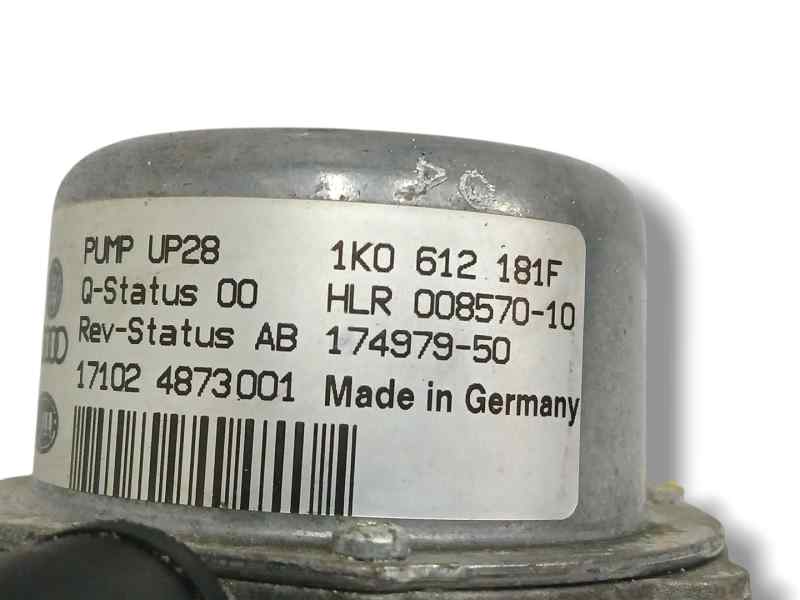 PUMP UP28
Q-Status 00
Rev-Status AB
17102 4873001
1K0 612 181F
HLR 008570-10
174979-50
Made in Germany